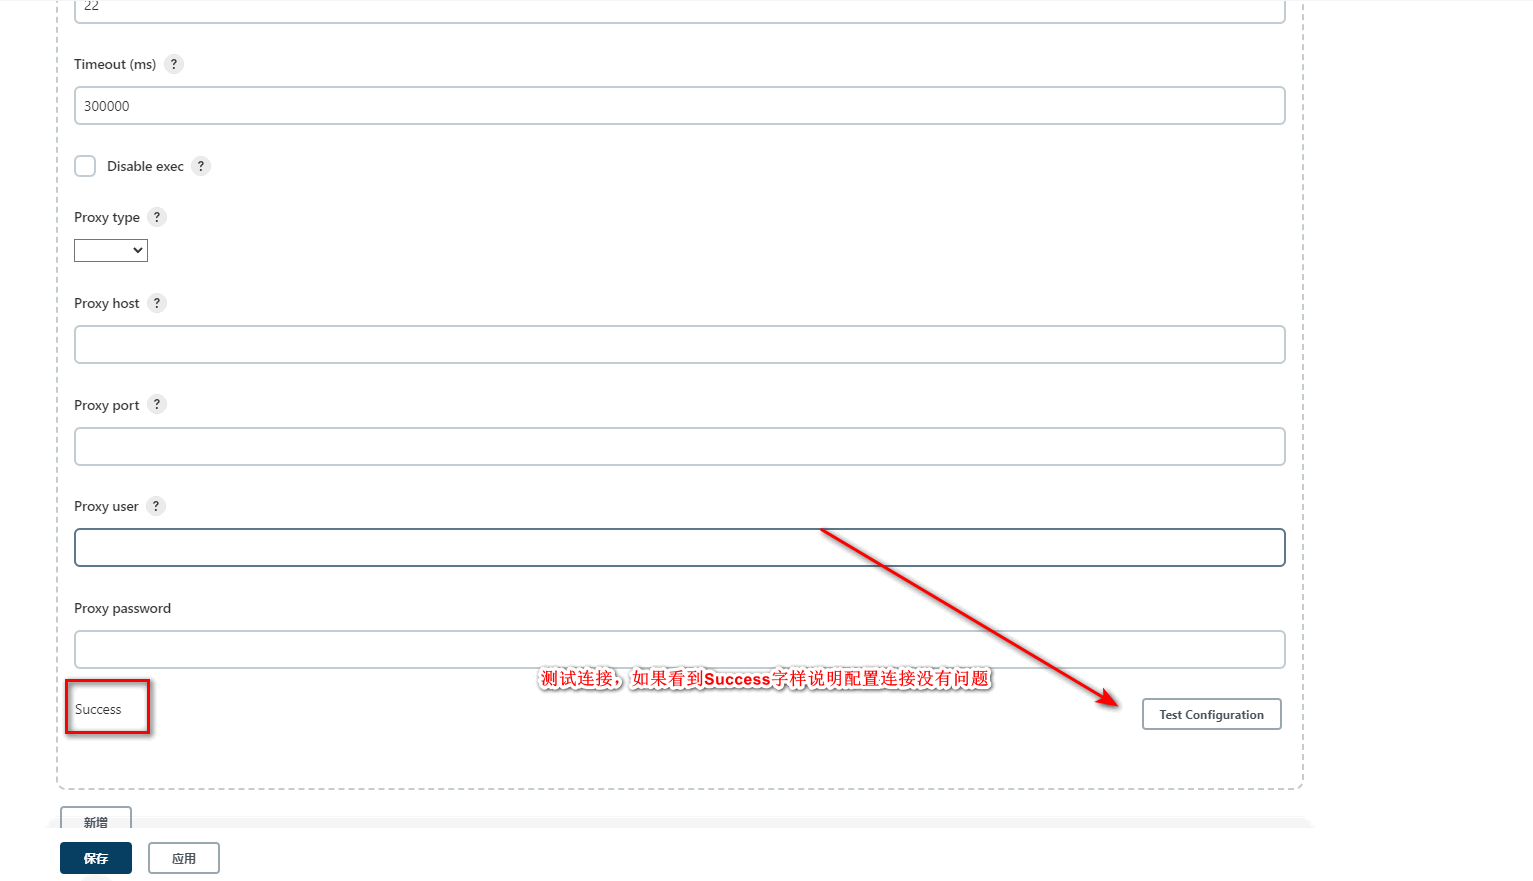 22
Timeout (ms) ?
300000
Disable exec ?
Proxy type ?
Proxy host ?
Proxy port ?
Proxy user ?
Proxy password
测试连接，如果看到Success字样说明配置连接没有问题
Success
Test Configuration
新增
保存 应用